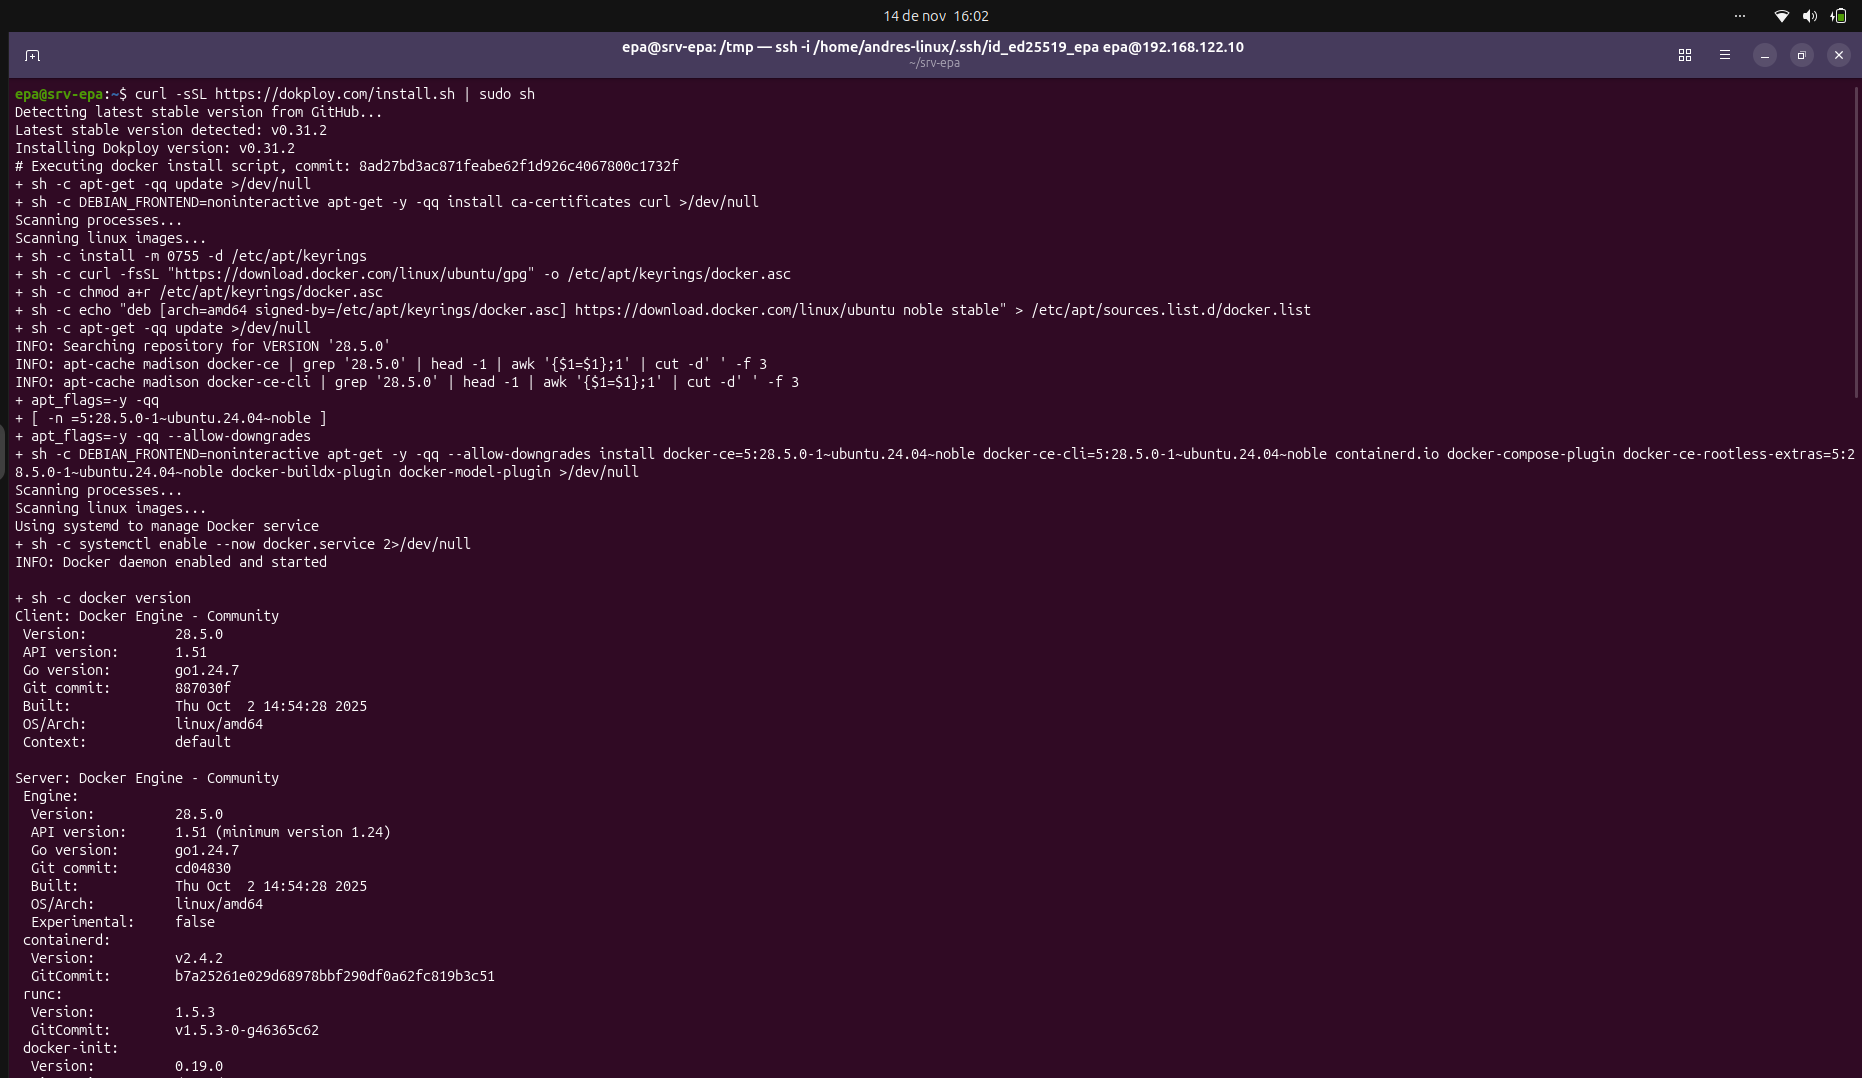 14 de nov 16:02
epa@srv-epa: /tmp — ssh -i /home/andres-linux/.ssh/id_ed25519_epa epa@192.168.122.10
~/srv-epa
epa@srv-epa:~$ curl -sSL https://dokploy.com/install.sh | sudo sh
Detecting latest stable version from GitHub...
Latest stable version detected: v0.31.2
Installing Dokploy version: v0.31.2
# Executing docker install script, commit: 8ad27bd3ac871feabe62f1d926c4067800c1732f
+ sh -c apt-get -qq update >/dev/null
+ sh -c DEBIAN_FRONTEND=noninteractive apt-get -y -qq install ca-certificates curl >/dev/null
Scanning processes...
Scanning linux images...
+ sh -c install -m 0755 -d /etc/apt/keyrings
+ sh -c curl -fsSL "https://download.docker.com/linux/ubuntu/gpg" -o /etc/apt/keyrings/docker.asc
+ sh -c chmod a+r /etc/apt/keyrings/docker.asc
+ sh -c echo "deb [arch=amd64 signed-by=/etc/apt/keyrings/docker.asc] https://download.docker.com/linux/ubuntu noble stable" > /etc/apt/sources.list.d/docker.list
+ sh -c apt-get -qq update >/dev/null
INFO: Searching repository for VERSION '28.5.0'
INFO: apt-cache madison docker-ce | grep '28.5.0' | head -1 | awk '{$1=$1};1' | cut -d' ' -f 3
INFO: apt-cache madison docker-ce-cli | grep '28.5.0' | head -1 | awk '{$1=$1};1' | cut -d' ' -f 3
+ apt_flags=-y -qq
+ [ -n =5:28.5.0-1~ubuntu.24.04~noble ]
+ apt_flags=-y -qq --allow-downgrades
+ sh -c DEBIAN_FRONTEND=noninteractive apt-get -y -qq --allow-downgrades install docker-ce=5:28.5.0-1~ubuntu.24.04~noble docker-ce-cli=5:28.5.0-1~ubuntu.24.04~noble containerd.io docker-compose-plugin docker-ce-rootless-extras=5:2
8.5.0-1~ubuntu.24.04~noble docker-buildx-plugin docker-model-plugin >/dev/null
Scanning processes...
Scanning linux images...
Using systemd to manage Docker service
+ sh -c systemctl enable --now docker.service 2>/dev/null
INFO: Docker daemon enabled and started
+ sh -c docker version
Client: Docker Engine - Community
Version: 28.5.0
API version: 1.51
Go version: go1.24.7
Git commit: 887030f
Built: Thu Oct  2 14:54:28 2025
OS/Arch: linux/amd64
Context: default
Server: Docker Engine - Community
Engine:
Version: 28.5.0
API version: 1.51 (minimum version 1.24)
Go version: go1.24.7
Git commit: cd04830
Built: Thu Oct  2 14:54:28 2025
OS/Arch: linux/amd64
Experimental: false
containerd:
Version: v2.4.2
GitCommit: b7a25261e029d68978bbf290df0a62fc819b3c51
runc:
Version: 1.5.3
GitCommit: v1.5.3-0-g46365c62
docker-init:
Version: 0.19.0